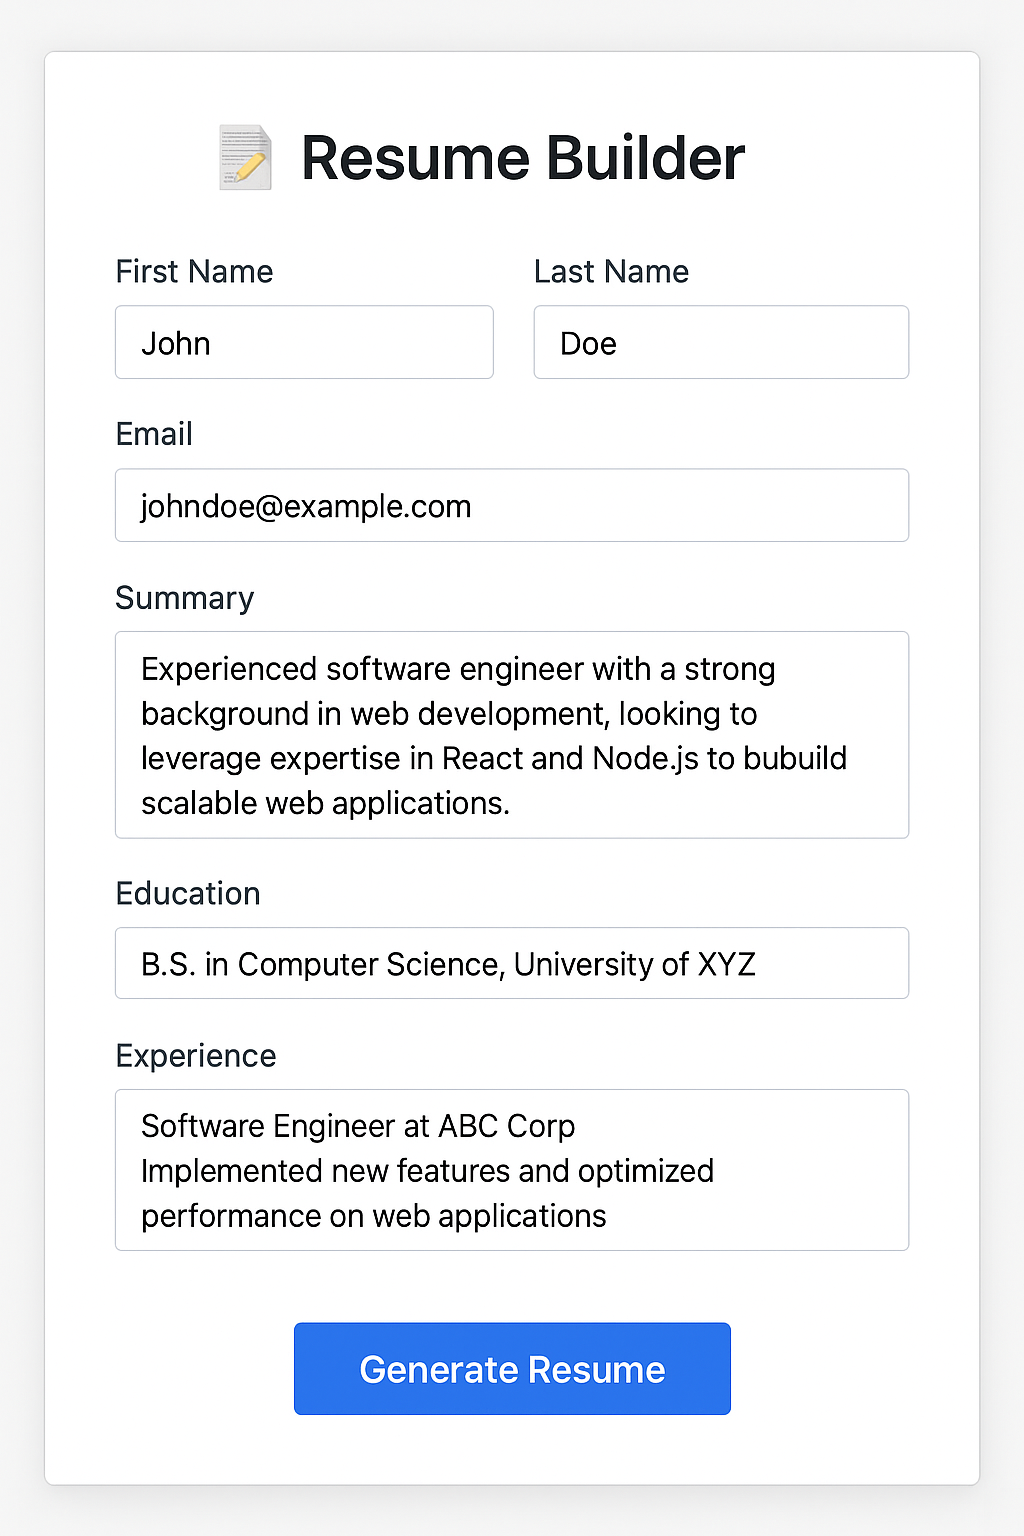 Resume Builder
First Name
Last Name
John
Doe
Email
johndoe@example.com
Summary
Experienced software engineer with a strong
background in web development, looking to
leverage expertise in React and Node.js to bubuild
scalable web applications.
Education
B.S. in Computer Science, University of XYZ
Experience
Software Engineer at ABC Corp
Implemented new features and optimized
performance on web applications
Generate Resume